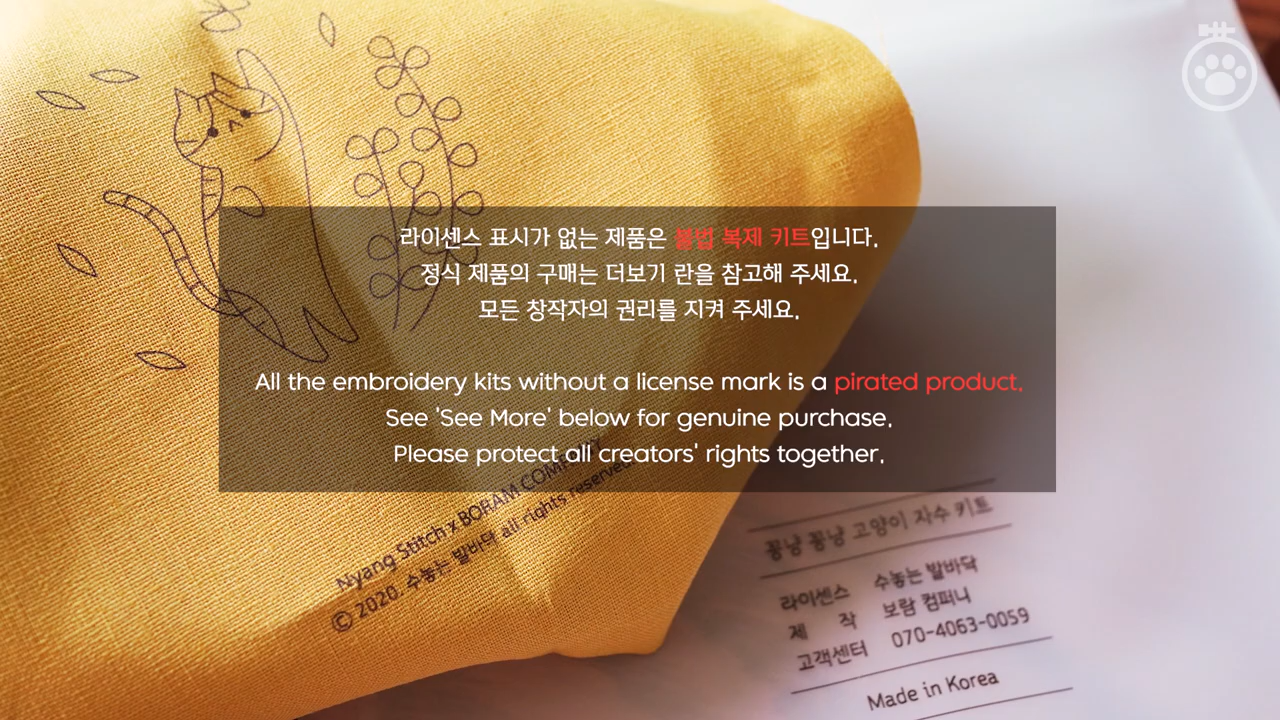 라이센스 표시가 없는 제품은 불법 복제 키트입니다.
정식 제품의 구매는 더보기 란을 참고해 주세요.
모든 창작자의 권리를 지켜 주세요.
All the embroidery kits without a license mark is a pirated product.
See 'See More' below for genuine purchase.
Please protect all creators' rights together.
Nyang Stitch x BORAM COMPANY
© 2020. 수놓는 발바닥 all rights reserved.
꽁냥 꽁냥 고양이 자수 키트
라이센스 수놓는 발바닥
제 작 보람 컴퍼니
고객센터 070-4063-0059
Made in Korea